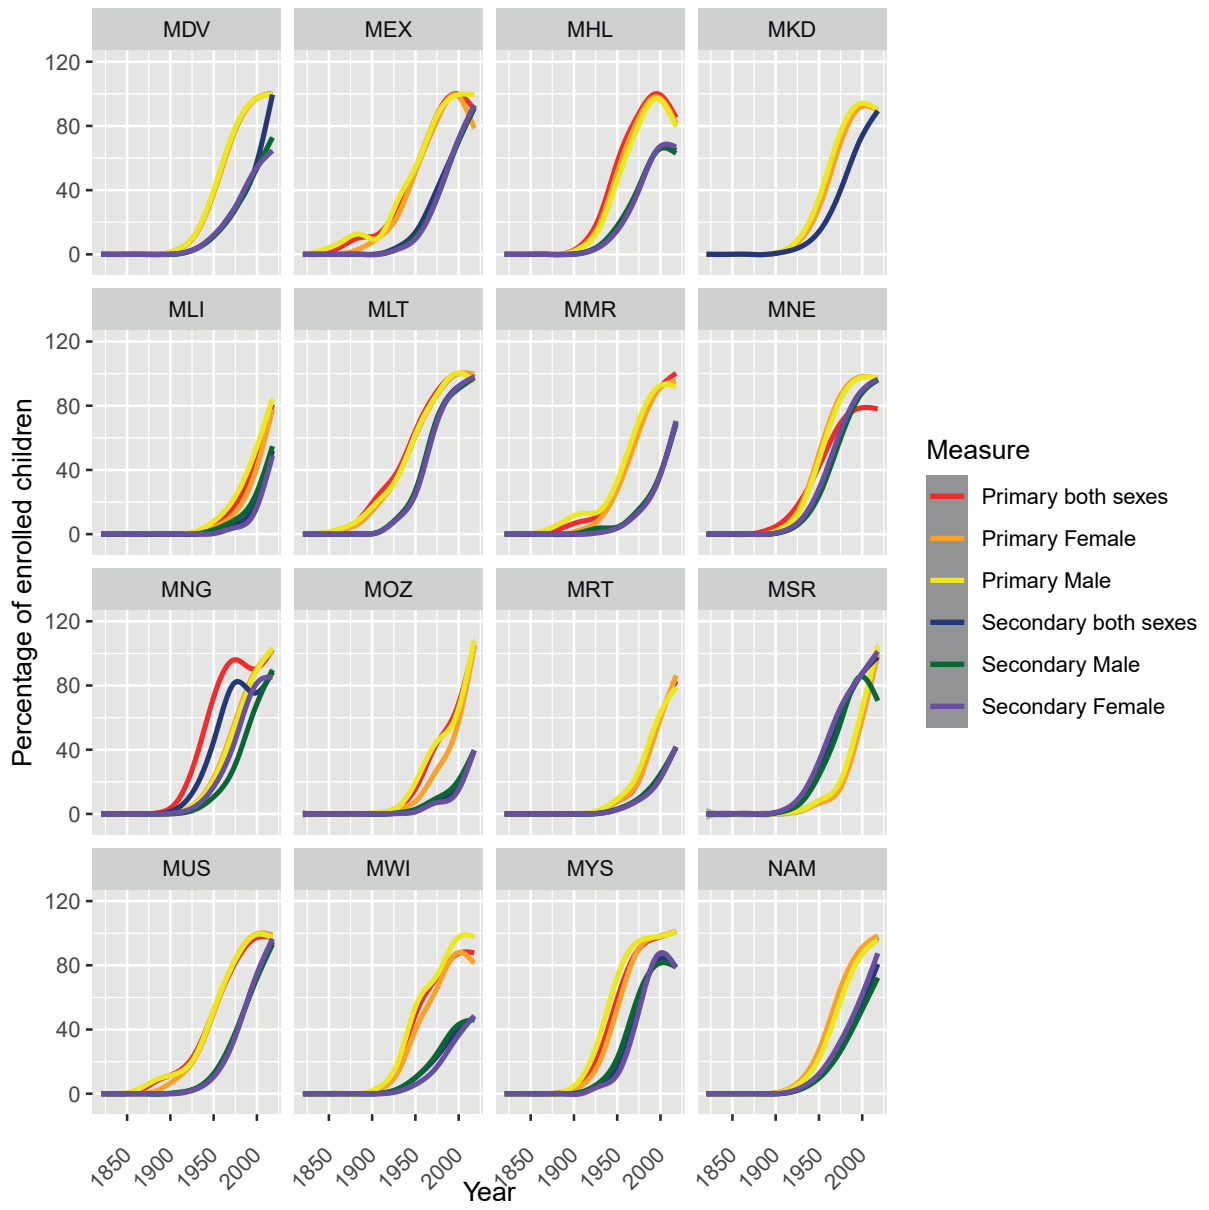 MDV MEX MHL MKD
120
80
40
0
MLI MLT MMR MNE
120
80
40
0
MNG MOZ MRT MSR
120
80
40
0
MUS MWI MYS NAM
120
80
40
0
1850 1900 1950 2000 1850 1900 1950 2000 1850 1900 1950 2000 1850 1900 1950 2000
Year
Percentage of enrolled children
Measure
Primary both sexes
Primary Female
Primary Male
Secondary both sexes
Secondary Male
Secondary Female